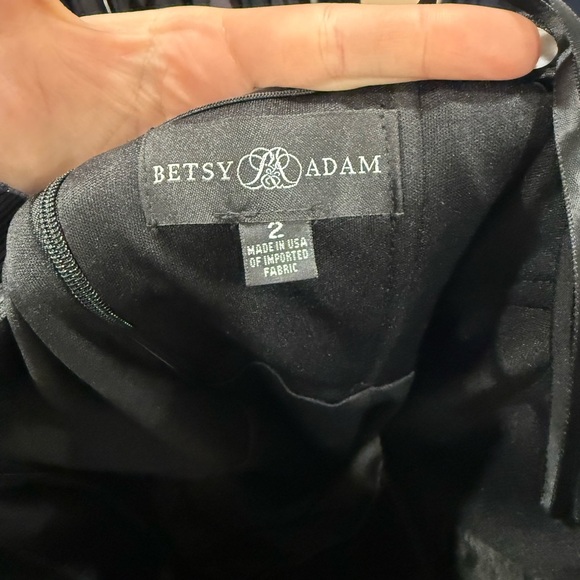 BETSY ADAM
2
MADE IN USA
OF IMPORTED
FABRIC